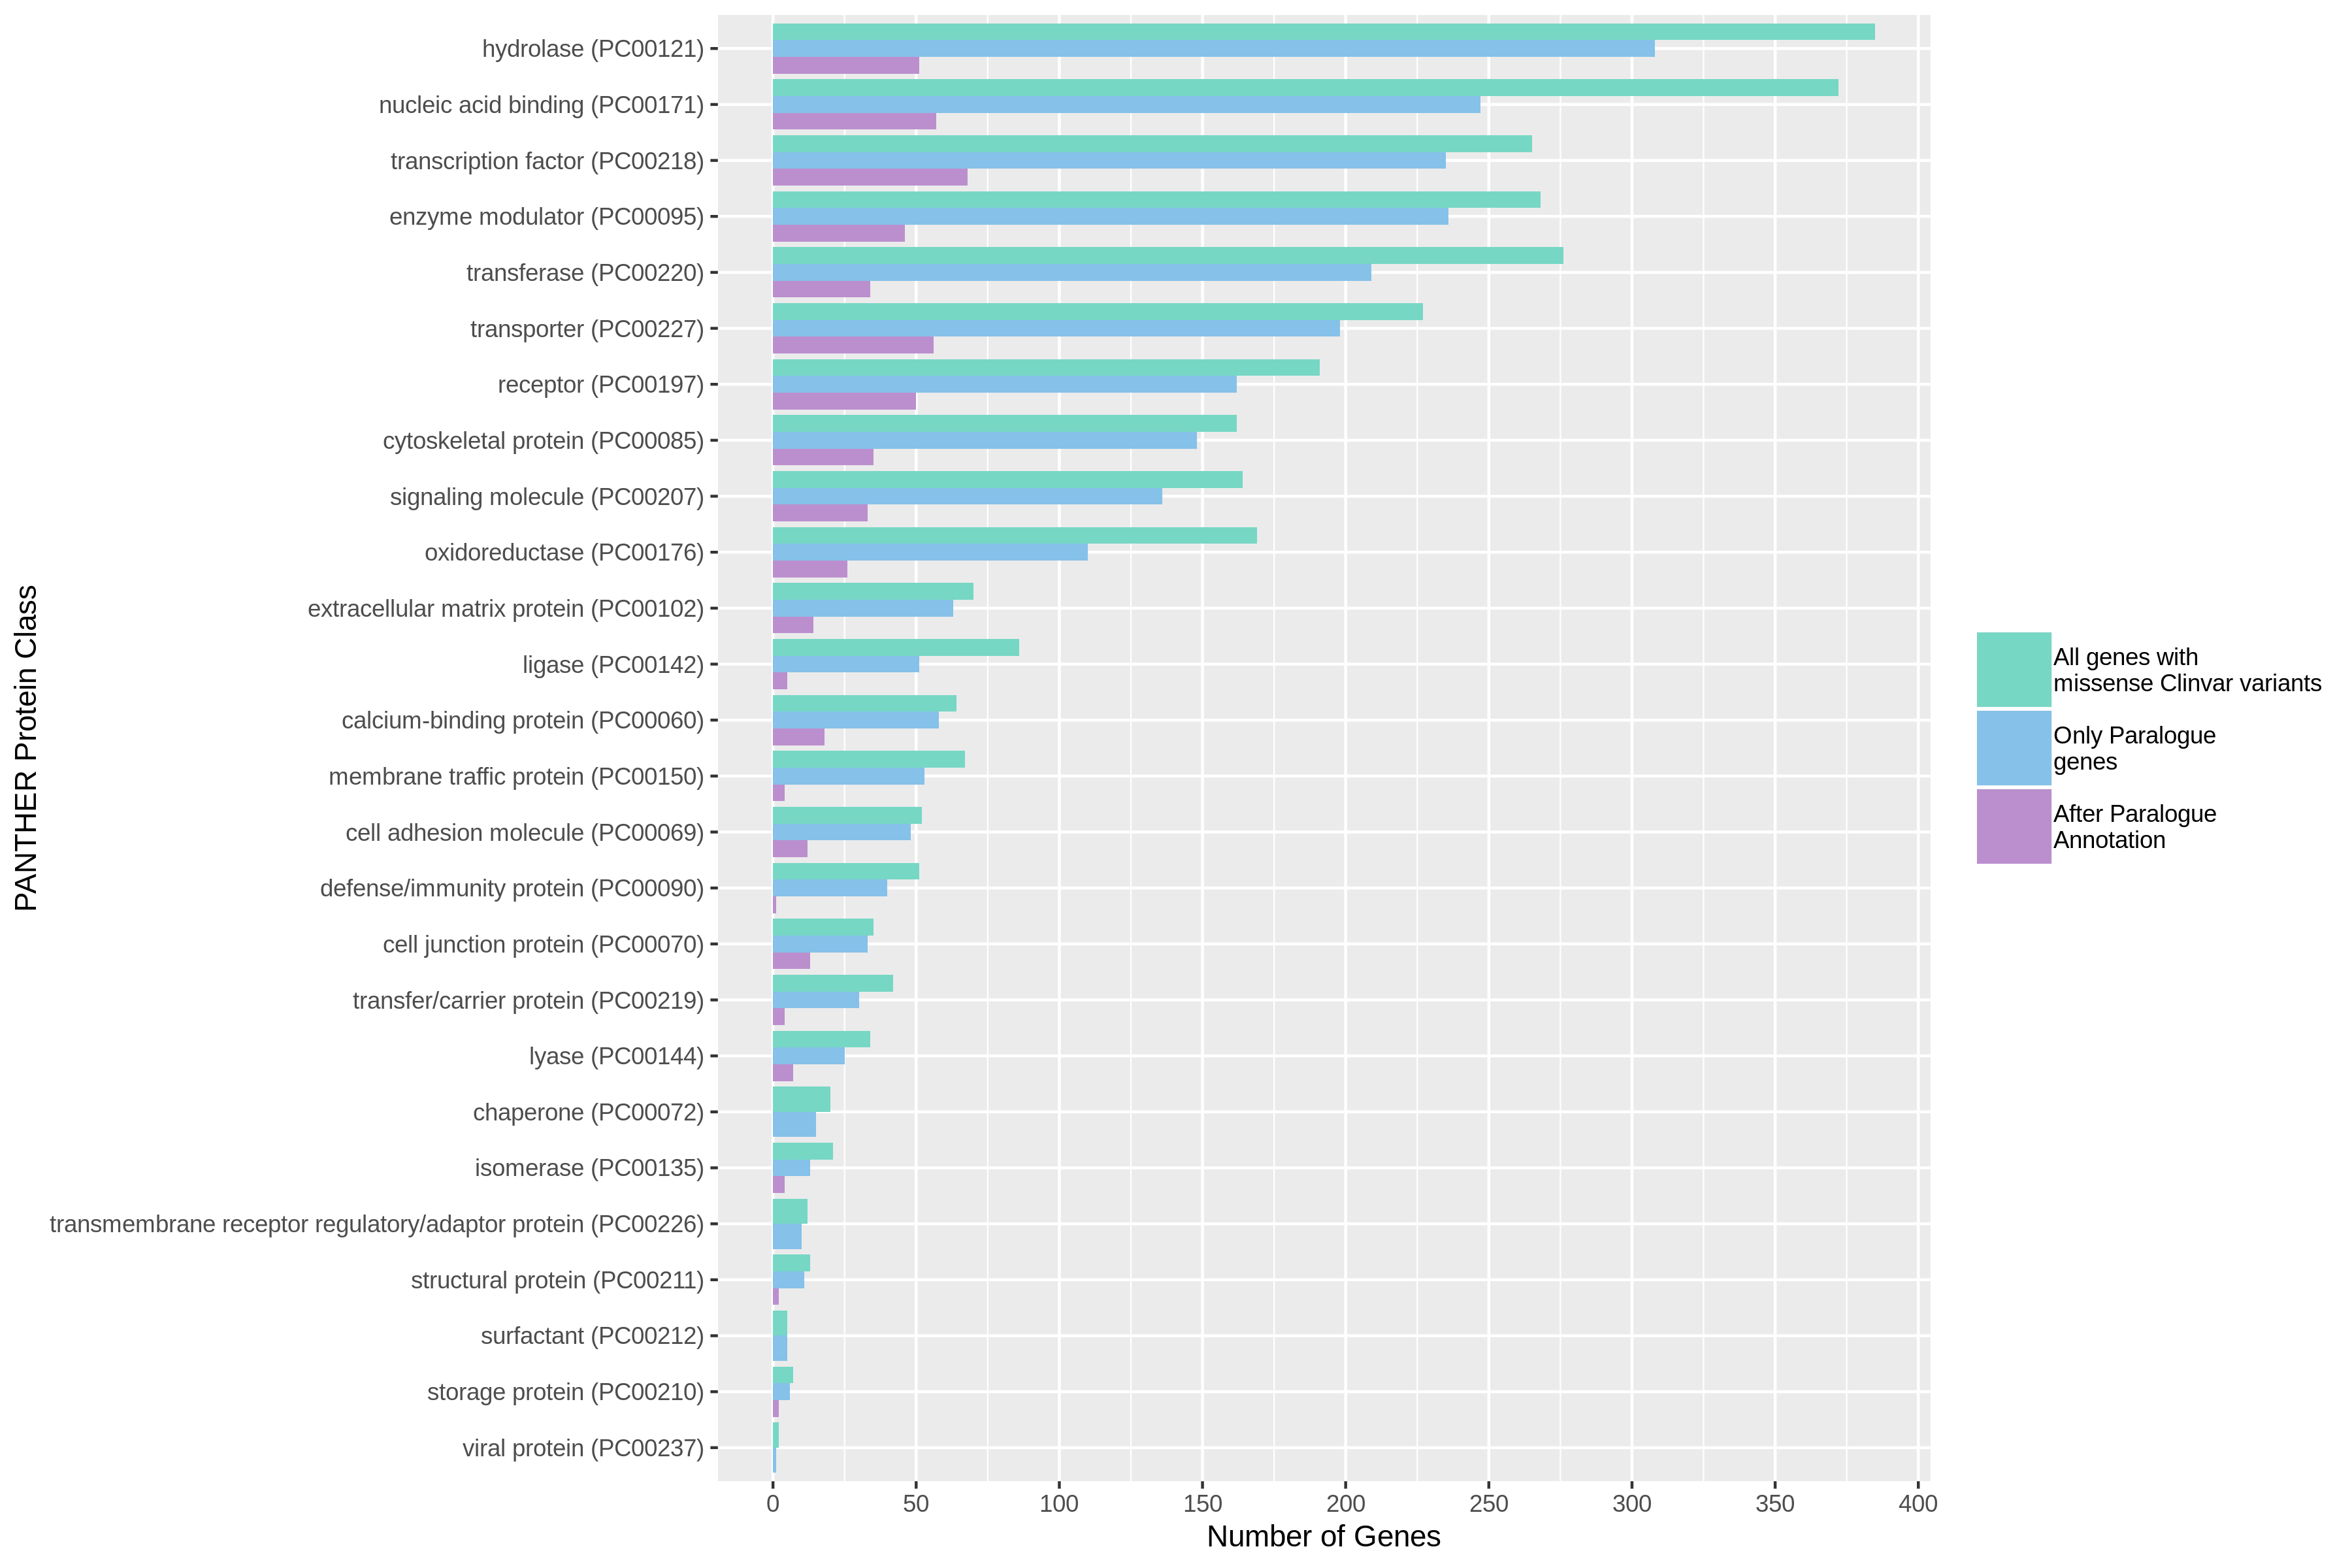 hydrolase (PC00121)
nucleic acid binding (PC00171)
transcription factor (PC00218)
enzyme modulator (PC00095)
transferase (PC00220)
transporter (PC00227)
receptor (PC00197)
cytoskeletal protein (PC00085)
signaling molecule (PC00207)
oxidoreductase (PC00176)
extracellular matrix protein (PC00102)
ligase (PC00142)
calcium-binding protein (PC00060)
membrane traffic protein (PC00150)
cell adhesion molecule (PC00069)
defense/immunity protein (PC00090)
cell junction protein (PC00070)
transfer/carrier protein (PC00219)
lyase (PC00144)
chaperone (PC00072)
isomerase (PC00135)
transmembrane receptor regulatory/adaptor protein (PC00226)
structural protein (PC00211)
surfactant (PC00212)
storage protein (PC00210)
viral protein (PC00237)
PANTHER Protein Class
0 50 100 150 200 250 300 350 400
Number of Genes
All genes with
missense Clinvar variants
Only Paralogue
genes
After Paralogue
Annotation